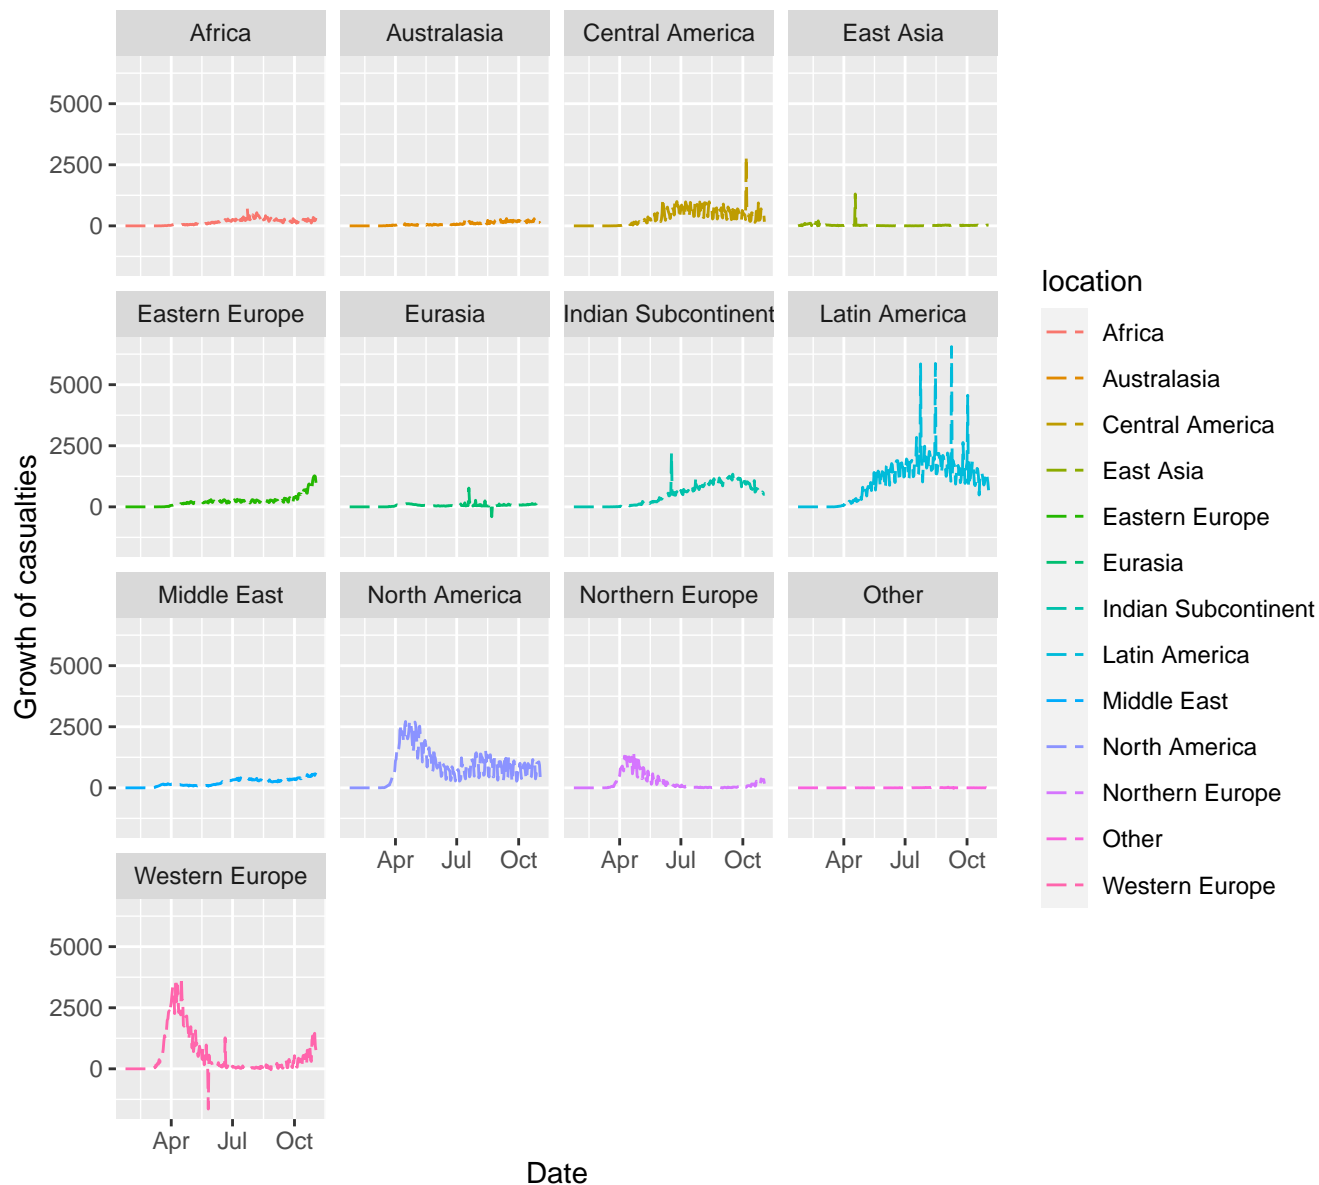 Africa
Australasia
Central America
East Asia
5000
2500
0
Eastern Europe
Eurasia
Indian Subcontinent
Latin America
5000
2500
0
Middle East
North America
Northern Europe
Other
5000
2500
0
Apr Jul Oct
Apr Jul Oct
Apr Jul Oct
Western Europe
5000
2500
0
Apr Jul Oct
Growth of casualties
Date
location
Africa
Australasia
Central America
East Asia
Eastern Europe
Eurasia
Indian Subcontinent
Latin America
Middle East
North America
Northern Europe
Other
Western Europe